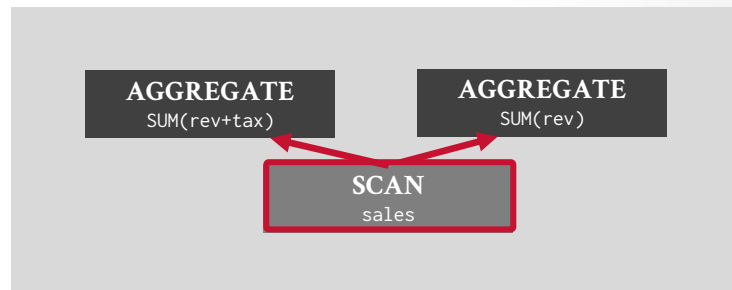 AGGREGATE
SUM(rev+tax)
AGGREGATE
SUM(rev)
SCAN
sales